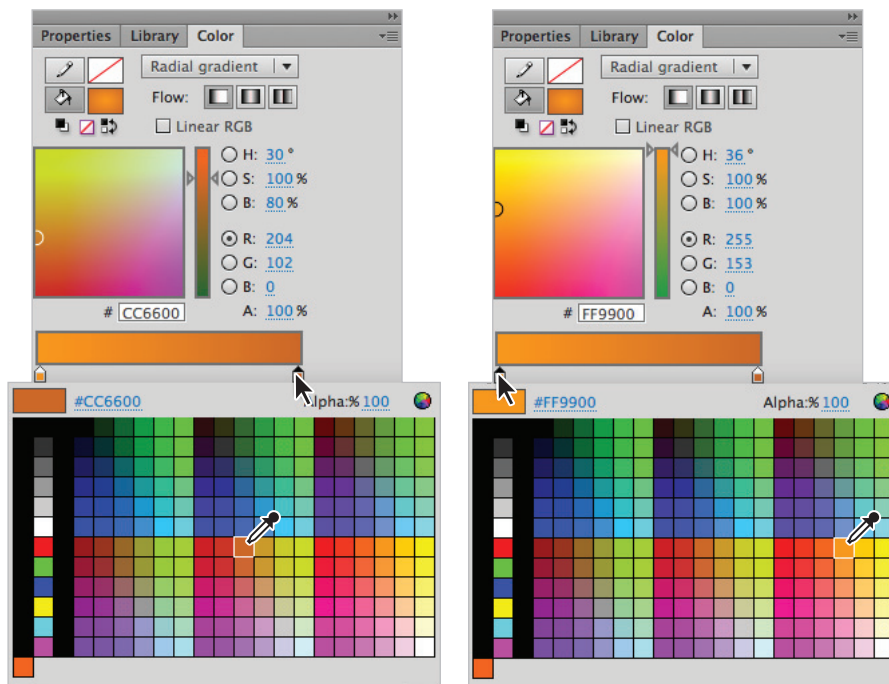 Properties Library Color
Radial gradient
Flow:
Linear RGB
H: 30 °
S: 100 %
B: 80 %
R: 204
G: 102
B: 0
# CC6600 A: 100 %
#CC6600 Alpha:% 100
Properties Library Color
Radial gradient
Flow:
Linear RGB
H: 36 °
S: 100 %
B: 100 %
R: 255
G: 153
B: 0
# FF9900 A: 100 %
#FF9900 Alpha:% 100